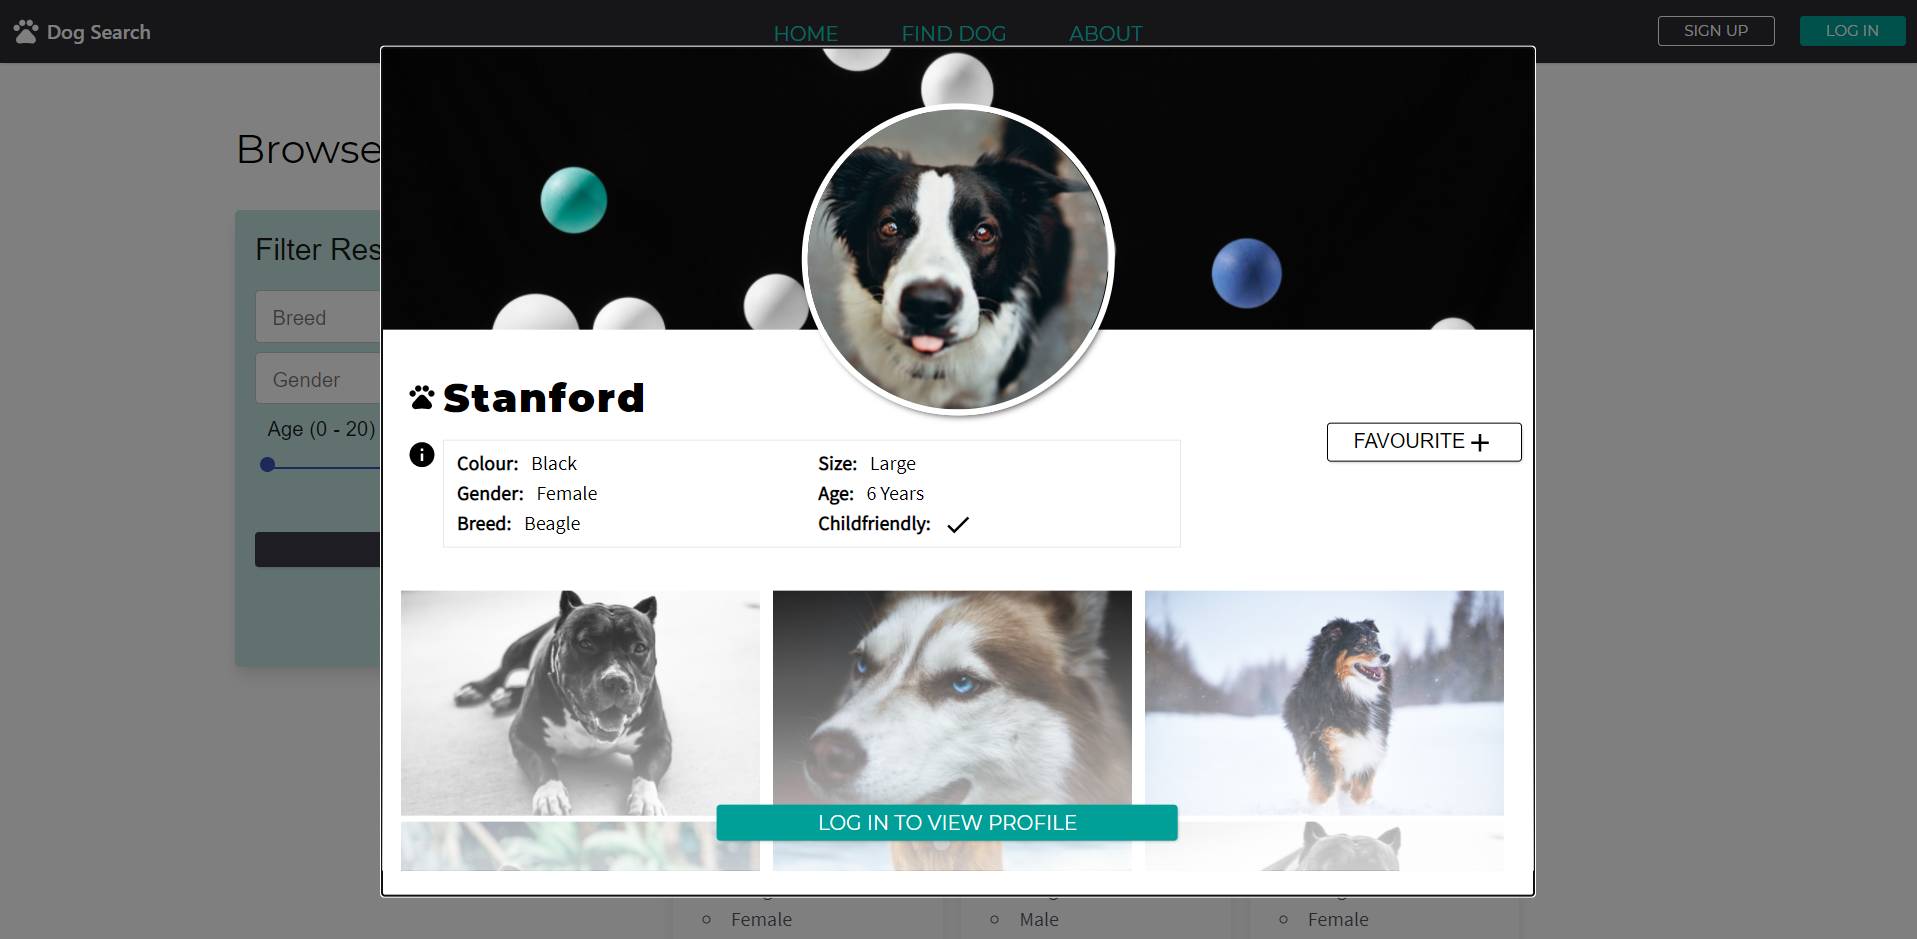 Dog Search
HOME FIND DOG ABOUT
SIGN UP LOG IN
Browse
Filter Res
Breed
Gender
Age (0 - 20)
Stanford
FAVOURITE
Colour: Black Size: Large
Gender: Female Age: 6 Years
Breed: Beagle Childfriendly:
LOG IN TO VIEW PROFILE
Female Male Female